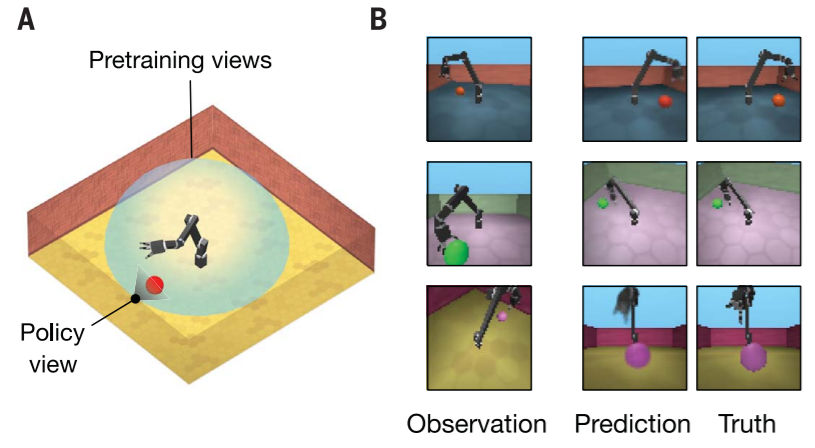 A
B
Pretraining views
Policy
view
Observation
Prediction
Truth